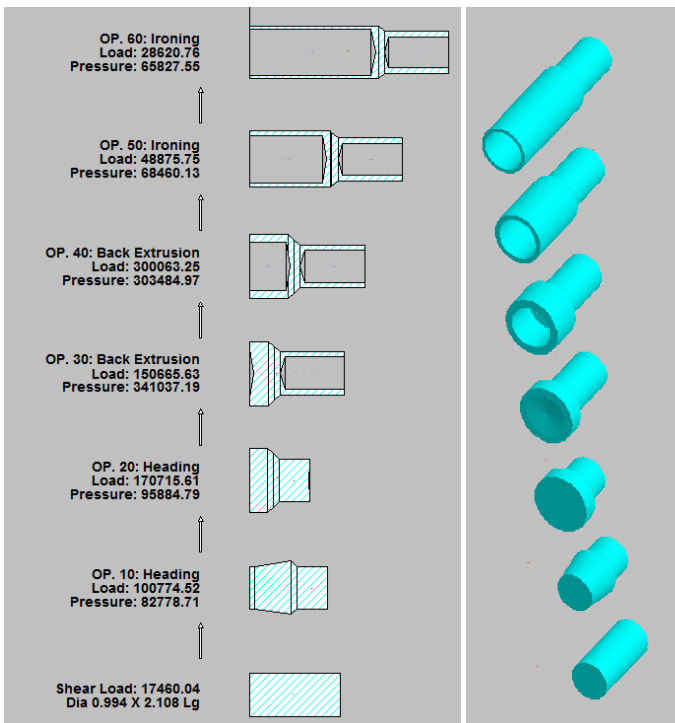 OP. 60: Ironing
Load: 28620.76
Pressure: 65827.55
OP. 50: Ironing
Load: 48875.75
Pressure: 68460.13
OP. 40: Back Extrusion
Load: 300063.25
Pressure: 303484.97
OP. 30: Back Extrusion
Load: 150665.63
Pressure: 341037.19
OP. 20: Heading
Load: 170715.61
Pressure: 95884.79
OP. 10: Heading
Load: 100774.52
Pressure: 82778.71
Shear Load: 17460.04
Dia 0.994 X 2.108 Lg